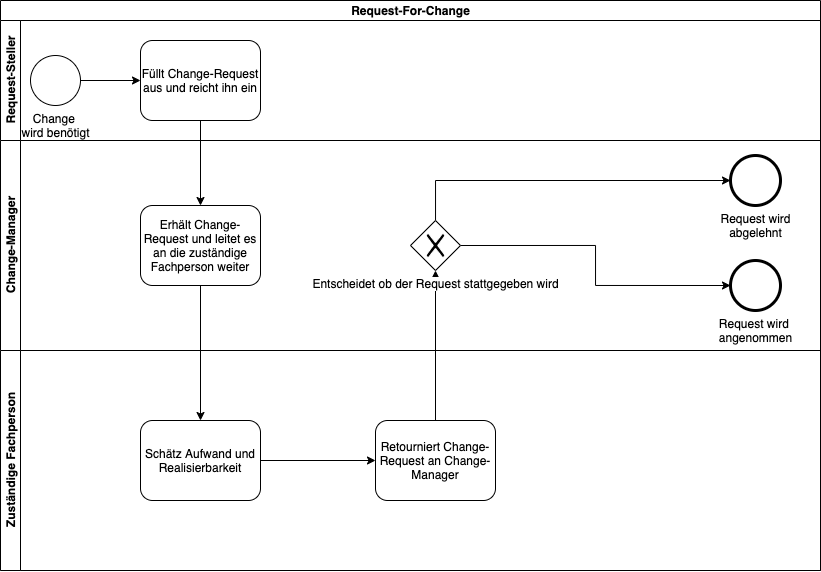 Request-For-Change
Request-Steller
Change
wird benötigt
Füllt Change-Request
aus und reicht ihn ein
Change-Manager
Erhält Change-
Request und leitet es
an die zuständige
Fachperson weiter
Entscheidet ob der Request stattgegeben wird
Request wird
abgelehnt
Request wird
angenommen
Zuständige Fachperson
Schätz Aufwand und
Realisierbarkeit
Retourniert Change-
Request an Change-
Manager